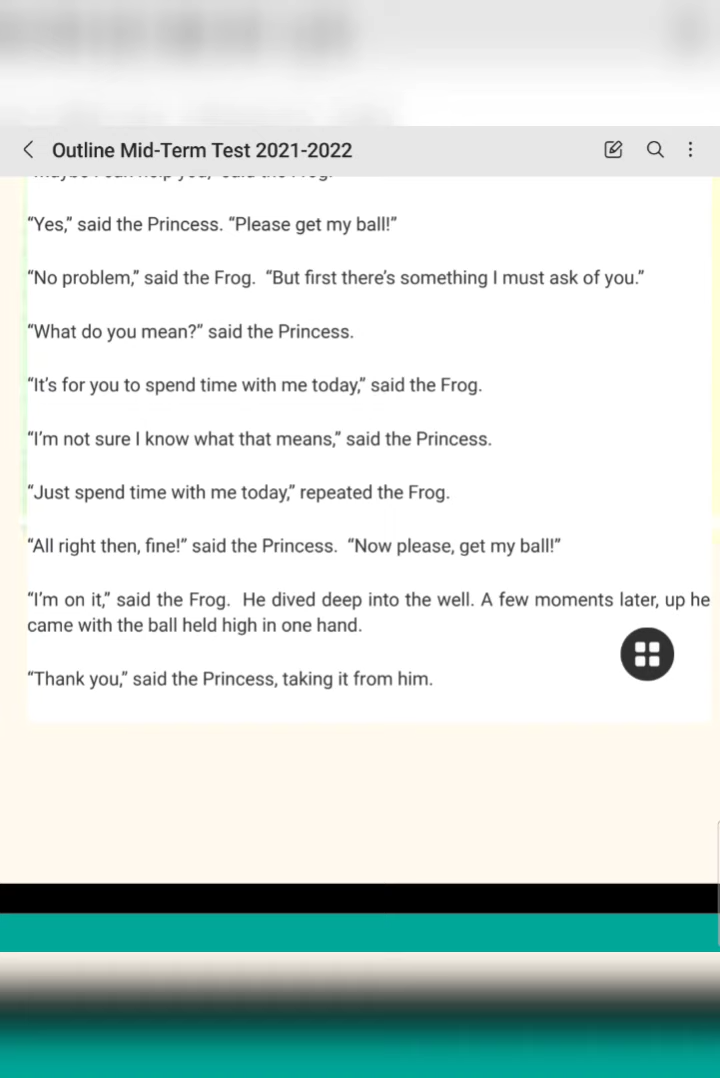 Outline Mid-Term Test 2021-2022
“Yes,” said the Princess. “Please get my ball!”
“No problem,” said the Frog.  “But first there’s something I must ask of you.”
“What do you mean?” said the Princess.
“It’s for you to spend time with me today,” said the Frog.
“I’m not sure I know what that means,” said the Princess.
“Just spend time with me today,” repeated the Frog.
“All right then, fine!” said the Princess.  “Now please, get my ball!”
“I’m on it,” said the Frog.  He dived deep into the well. A few moments later, up he
came with the ball held high in one hand.
“Thank you,” said the Princess, taking it from him.